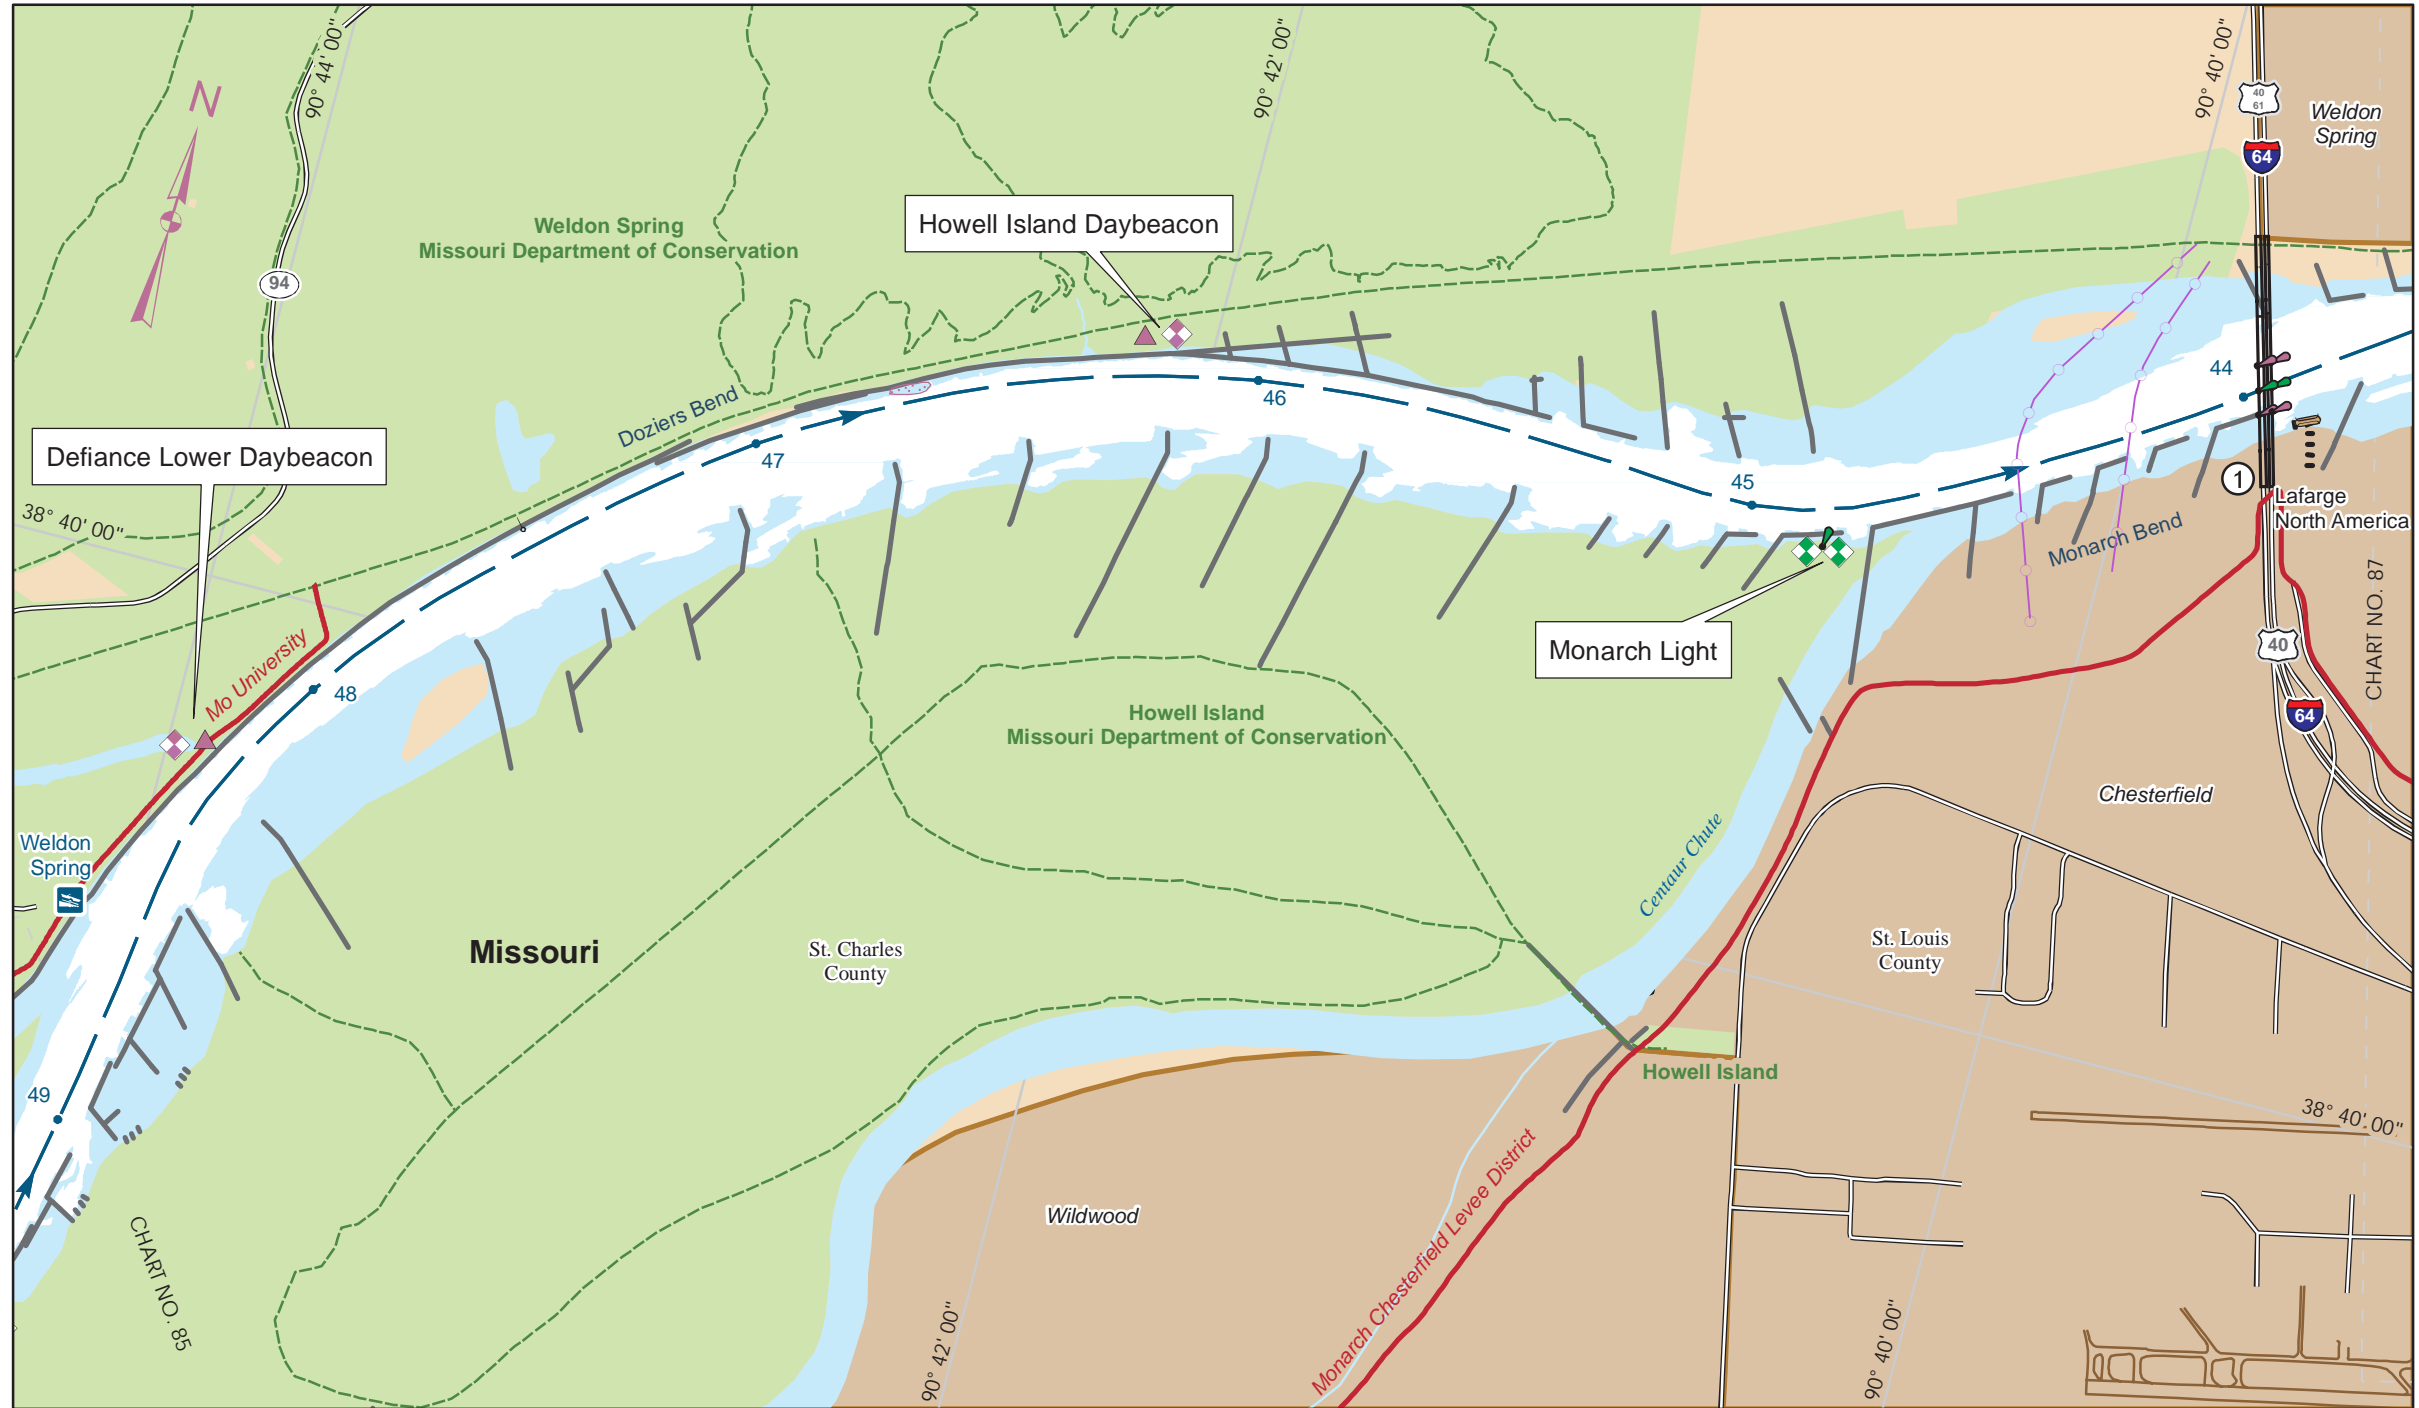 90° 44' 00"
90° 42' 00"
90° 40' 00"
N
40
61
64
Weldon
Spring
94
Weldon Spring
Missouri Department of Conservation
Howell Island Daybeacon
Doziers Bend
44
46
47
45
Defiance Lower Daybeacon
38° 40' 00"
1
Lafarge
North America
Monarch Bend
CHART NO. 87
Monarch Light
40
64
Mo University
48
Howell Island
Missouri Department of Conservation
Chesterfield
Weldon
Spring
Centaur Chute
Missouri
St. Charles
County
St. Louis
County
49
Howell Island
38° 40' 00"
Monarch Chesterfield Levee District
Wildwood
CHART NO. 85
90° 42' 00"
90° 40' 00"